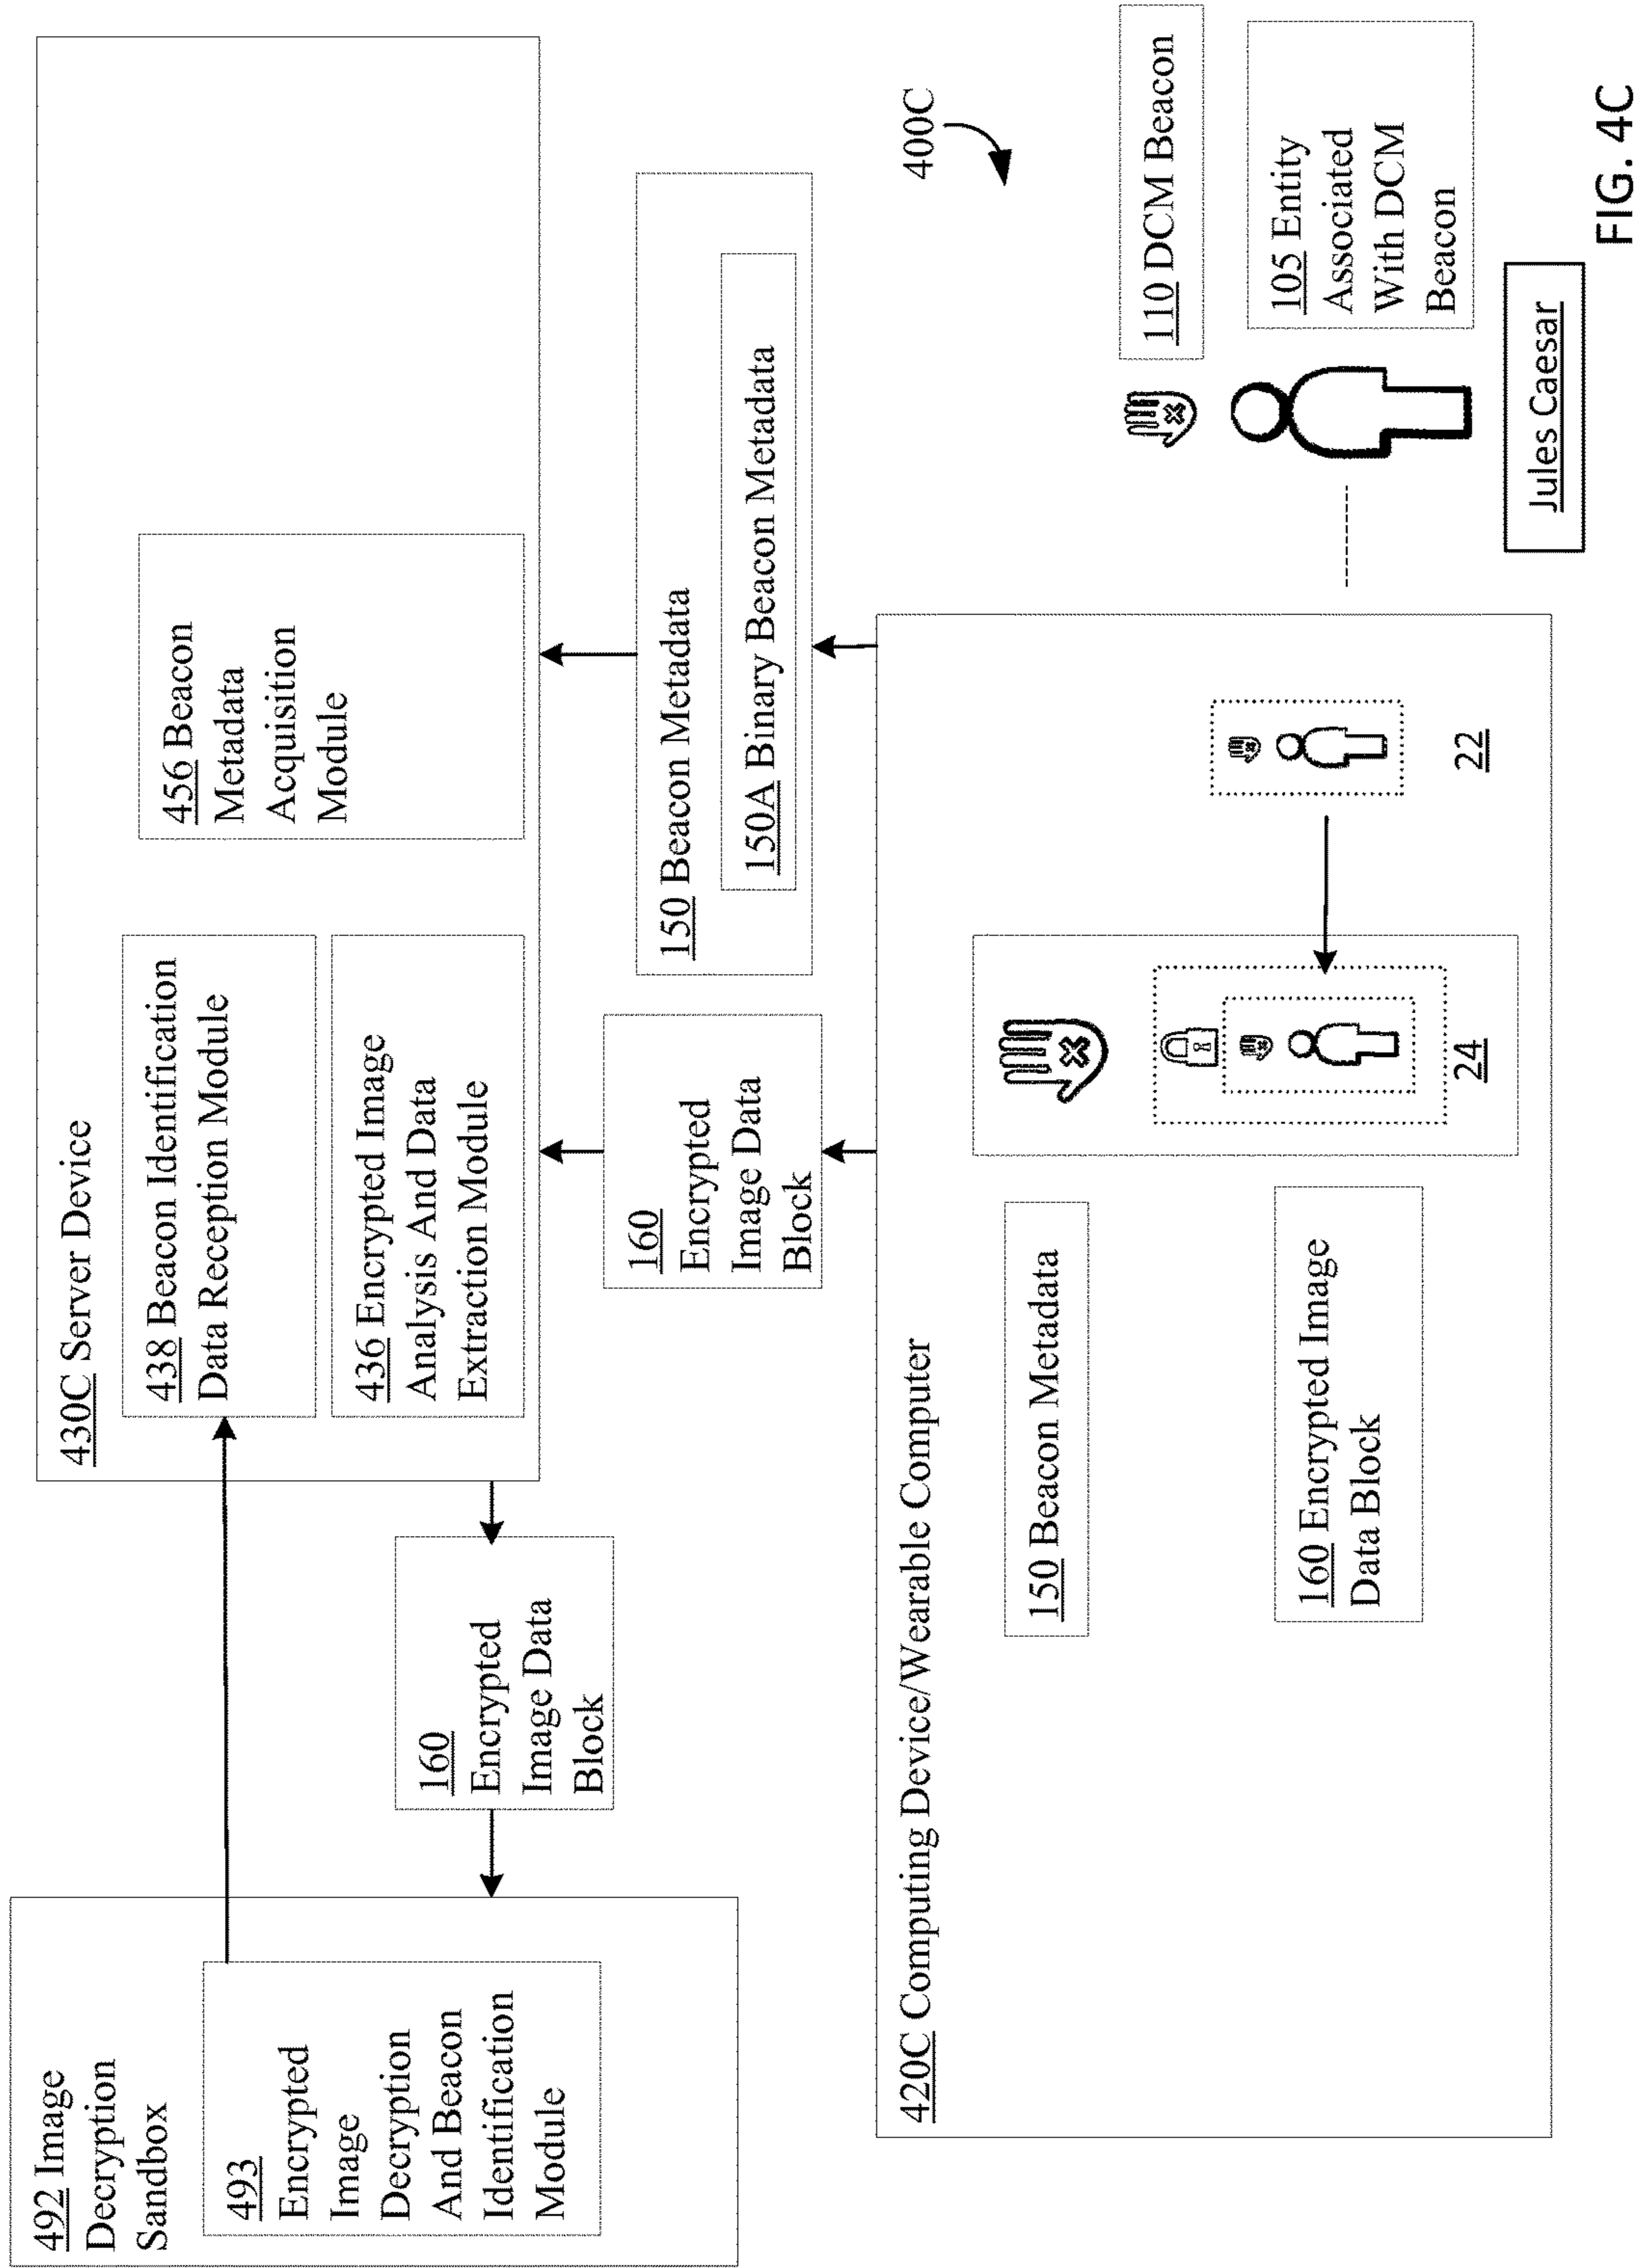 492 Image
Decryption
Sandbox
493
Encrypted
Image
Decryption
And Beacon
Identification
Module
160
Encrypted
Image Data
Block
430C Server Device
438 Beacon Identification
Data Reception Module
436 Encrypted Image
Analysis And Data
Extraction Module
456 Beacon
Metadata
Acquisition
Module
160
Encrypted
Image Data
Block
150 Beacon Metadata
150A Binary Beacon Metadata
420C Computing Device/Wearable Computer
150 Beacon Metadata
160 Encrypted Image
Data Block
24
22
400C
110 DCM Beacon
105 Entity
Associated
With DCM
Beacon
Jules Caesar
FIG. 4C